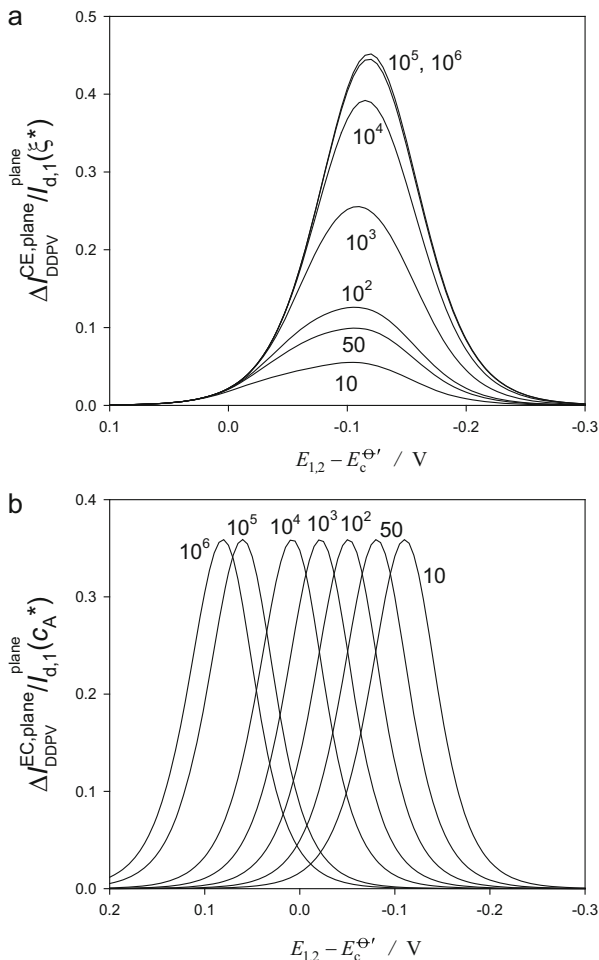 a
0.5
0.4
0.3
0.2
0.1
0.0
ΔI_DDPV^CE,plane/I_d,1^plane(ξ*)
10⁵, 10⁶
10⁴
10³
10²
50
10
0.1 0.0 -0.1 -0.2 -0.3
E₁,₂ – E_c^⊖′ / V
b
0.4
0.3
0.2
0.1
0.0
ΔI_DDPV^EC,plane/I_d,1^plane(c_A*)
10⁶ 10⁵ 10⁴ 10³ 10² 50 10
0.2 0.1 0.0 -0.1 -0.2 -0.3
E₁,₂ – E_c^⊖′ / V